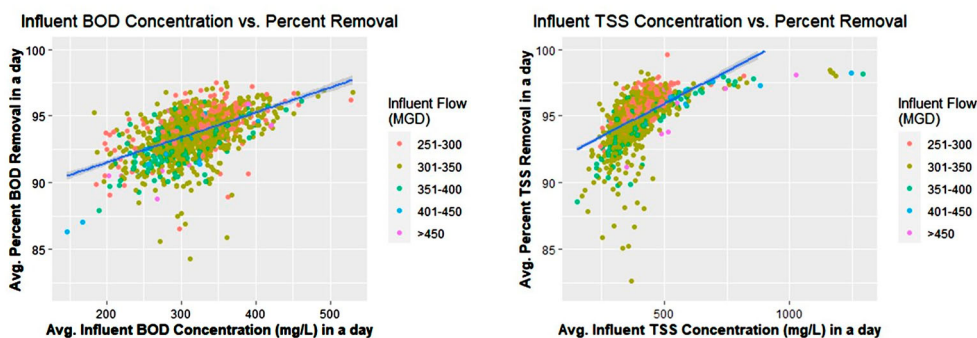 Influent BOD Concentration vs. Percent Removal
Avg. Percent BOD Removal in a day
100
95
90
85
200 300 400 500
Avg. Influent BOD Concentration (mg/L) in a day
Influent Flow
(MGD)
251-300
301-350
351-400
401-450
>450
Influent TSS Concentration vs. Percent Removal
Avg. Percent TSS Removal in a day
100
95
90
85
500 1000
Avg. Influent TSS Concentration (mg/L) in a day
Influent Flow
(MGD)
251-300
301-350
351-400
401-450
>450